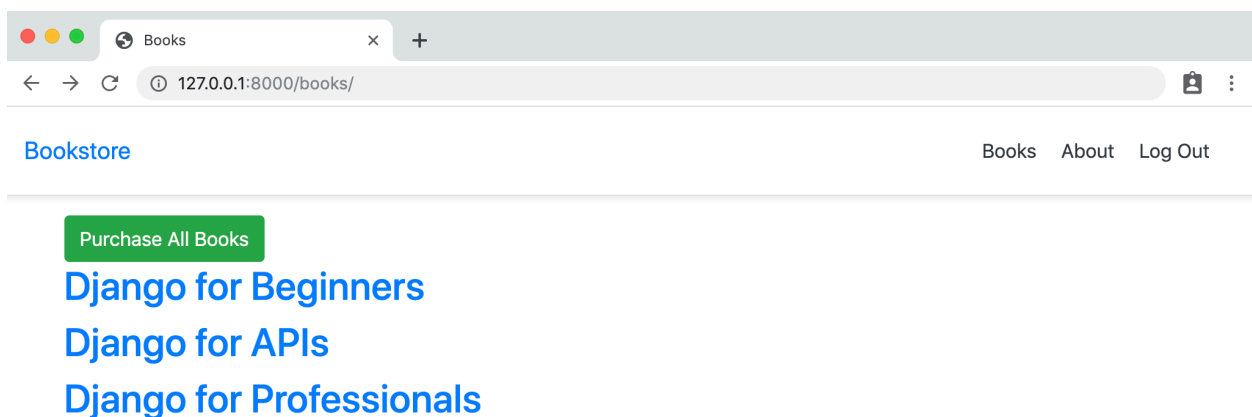 Books
127.0.0.1:8000/books/
Bookstore Books About Log Out
Purchase All Books
Django for Beginners
Django for APIs
Django for Professionals